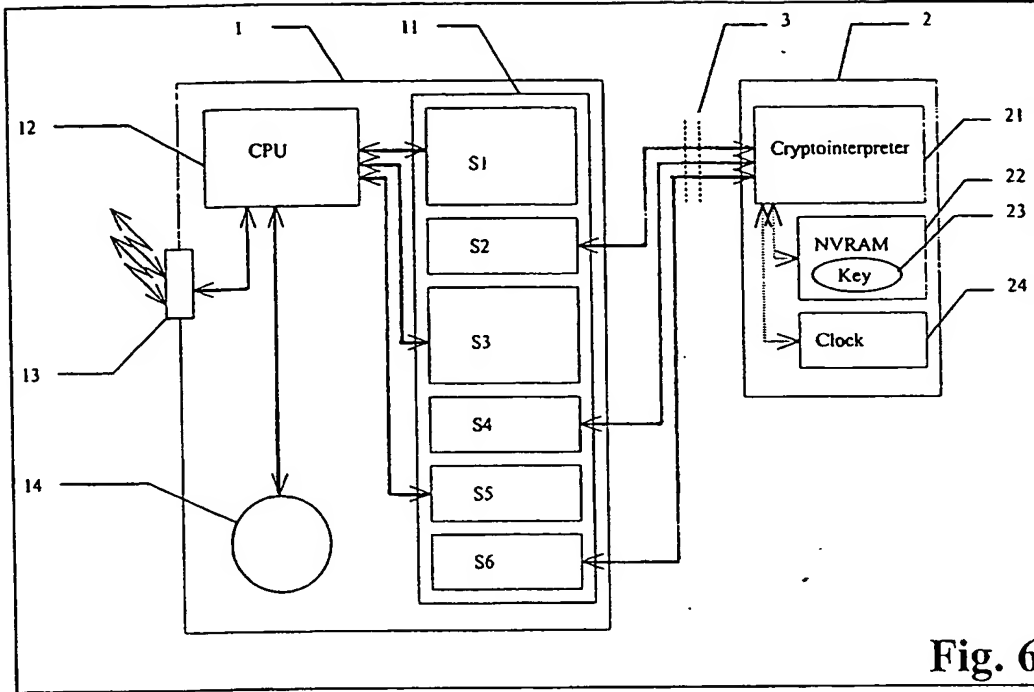 1
11
3
2
12
CPU
S1
Cryptointerpreter
21
22
S2
NVRAM
23
Key
24
S3
Clock
13
S4
14
S5
S6
Fig. 6